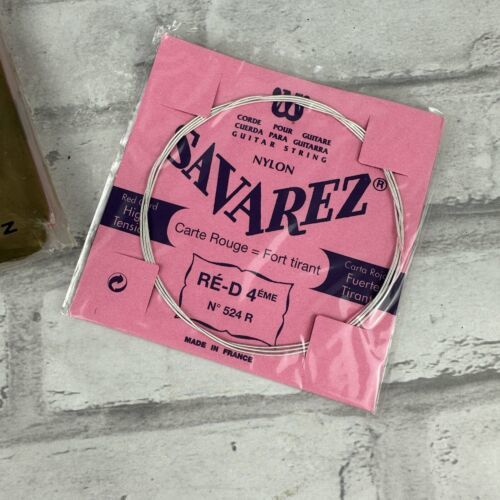 CORDE POUR GUITARE
CUERDA PARA GUITARRA
GUITAR STRING
NYLON
SAVAREZ®
Carte Rouge = Fort tirant
Red Card
High
Tension
Carta Roja
Fuerte
Tirant
RÉ-D 4ÈME
N° 524 R
MADE IN FRANCE